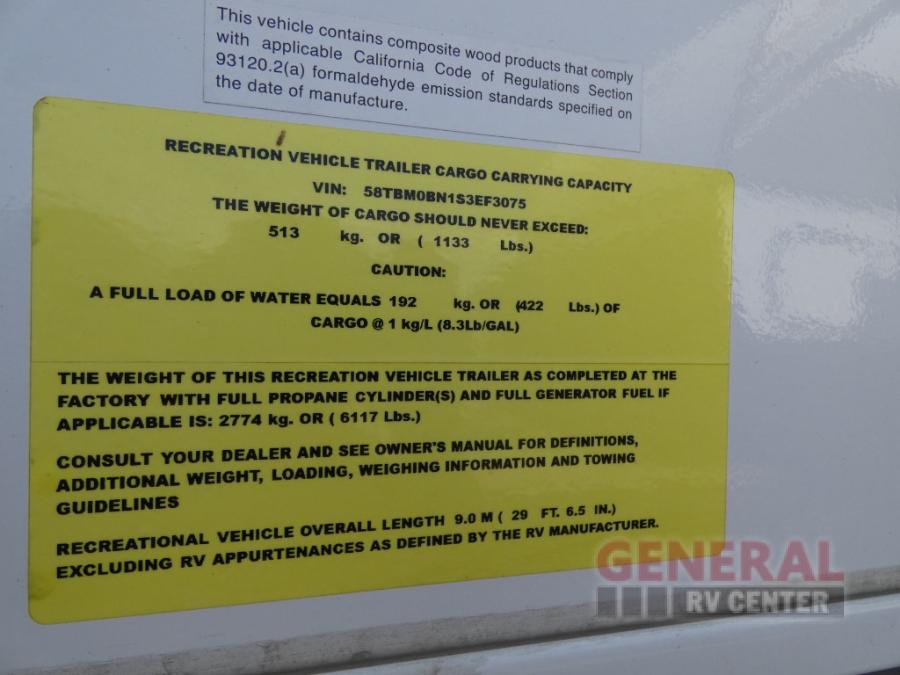 This vehicle contains composite wood products that comply
with applicable California Code of Regulations Section
93120.2(a) formaldehyde emission standards specified on
the date of manufacture.
RECREATION VEHICLE TRAILER CARGO CARRYING CAPACITY
VIN: 58TBM0BN1S3EF3075
THE WEIGHT OF CARGO SHOULD NEVER EXCEED:
513 kg. OR ( 1133 Lbs.)
CAUTION:
A FULL LOAD OF WATER EQUALS 192 kg. OR (422 Lbs.) OF
CARGO @ 1 kg/L (8.3Lb/GAL)
THE WEIGHT OF THIS RECREATION VEHICLE TRAILER AS COMPLETED AT THE
FACTORY WITH FULL PROPANE CYLINDER(S) AND FULL GENERATOR FUEL IF
APPLICABLE IS: 2774 kg. OR ( 6117 Lbs.)
CONSULT YOUR DEALER AND SEE OWNER'S MANUAL FOR DEFINITIONS,
ADDITIONAL WEIGHT, LOADING, WEIGHING INFORMATION AND TOWING
GUIDELINES
RECREATIONAL VEHICLE OVERALL LENGTH 9.0 M ( 29 FT. 6.5 IN.)
EXCLUDING RV APPURTENANCES AS DEFINED BY THE RV MANUFACTURER.
GENERAL
RV CENTER